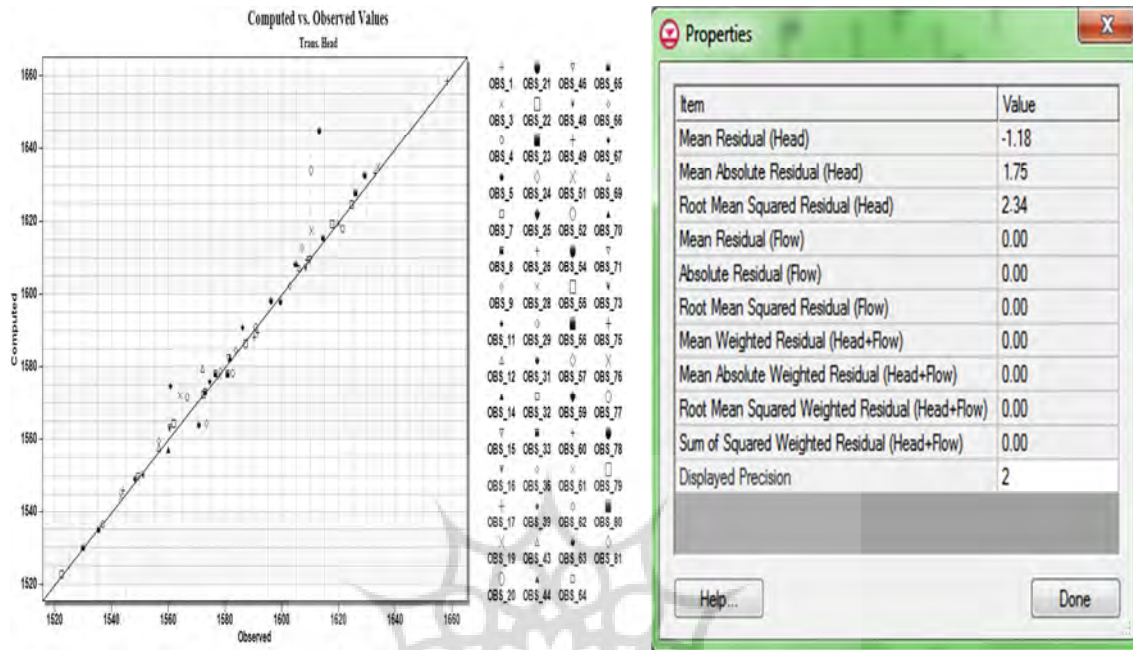 Computed vs. Observed Values
Trans. Head
1660
1640
1620
1600
1580
1560
1540
1520
Computed
1520 1540 1560 1580 1600 1620 1640 1660
Observed
OBS_1 OBS_21 OBS_46 OBS_65
OBS_3 OBS_22 OBS_48 OBS_66
OBS_4 OBS_23 OBS_49 OBS_67
OBS_5 OBS_24 OBS_51 OBS_69
OBS_7 OBS_25 OBS_52 OBS_70
OBS_8 OBS_26 OBS_54 OBS_71
OBS_9 OBS_28 OBS_55 OBS_73
OBS_11 OBS_29 OBS_56 OBS_75
OBS_12 OBS_31 OBS_57 OBS_76
OBS_14 OBS_32 OBS_59 OBS_77
OBS_15 OBS_33 OBS_60 OBS_78
OBS_16 OBS_36 OBS_61 OBS_79
OBS_17 OBS_39 OBS_62 OBS_80
OBS_19 OBS_43 OBS_63 OBS_81
OBS_20 OBS_44 OBS_64
Properties
X
Item Value
Mean Residual (Head) -1.18
Mean Absolute Residual (Head) 1.75
Root Mean Squared Residual (Head) 2.34
Mean Residual (Flow) 0.00
Absolute Residual (Flow) 0.00
Root Mean Squared Residual (Flow) 0.00
Mean Weighted Residual (Head+Flow) 0.00
Mean Absolute Weighted Residual (Head+Flow) 0.00
Root Mean Squared Weighted Residual (Head+Flow) 0.00
Sum of Squared Weighted Residual (Head+Flow) 0.00
Displayed Precision 2
Help...
Done